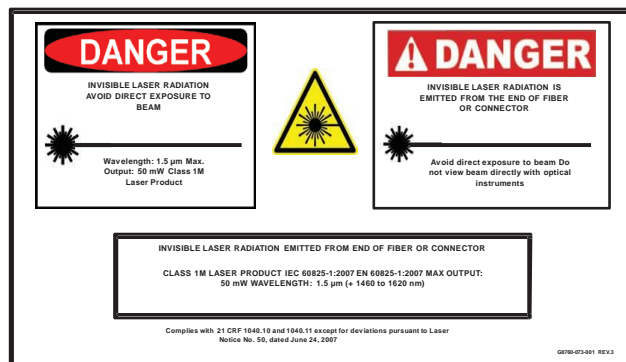 DANGER
INVISIBLE LASER RADIATION
AVOID DIRECT EXPOSURE TO
BEAM
Wavelength: 1.5 µm Max.
Output: 50 mW Class 1M
Laser Product
DANGER
INVISIBLE LASER RADIATION IS
EMITTED FROM THE END OF FIBER
OR CONNECTOR
Avoid direct exposure to beam Do
not view beam directly with optical
instruments
INVISIBLE LASER RADIATION EMITTED FROM END OF FIBER OR CONNECTOR
CLASS 1M LASER PRODUCT IEC 60825-1:2007 EN 60825-1:2007 MAX OUTPUT:
50 mW WAVELENGTH: 1.5 µm (+ 1460 to 1620 nm)
Complies with 21 CRF 1040.10 and 1040.11 except for deviations pursuant to Laser
Notice No. 50, dated June 24, 2007
G8760-073-001 REV.3